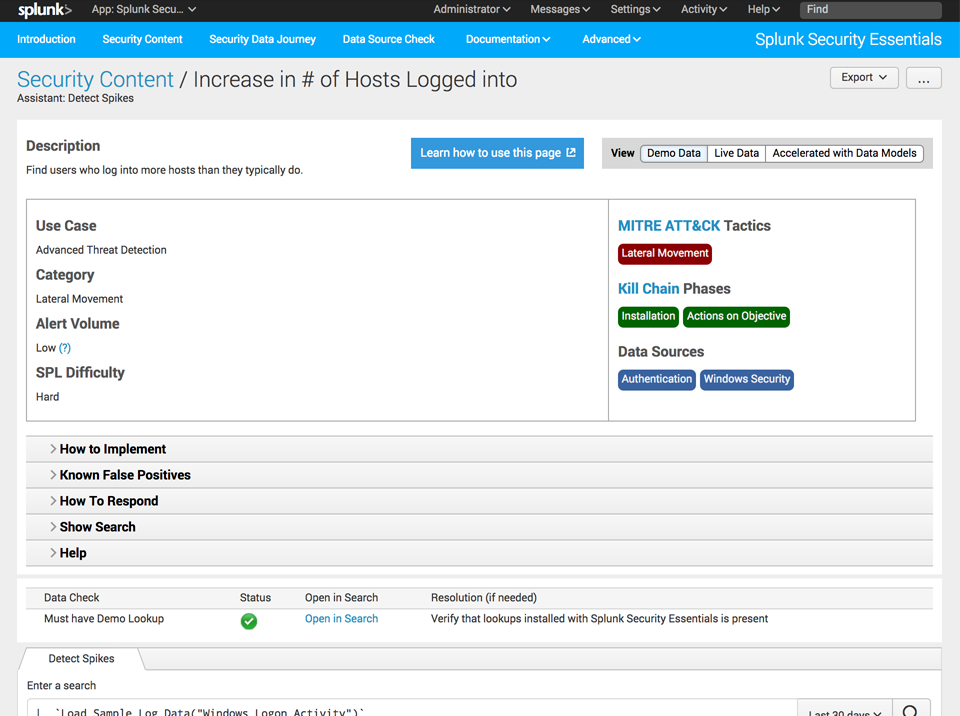 splunk> App: Splunk Secu... Administrator Messages Settings Activity Help Find
Introduction Security Content Security Data Journey Data Source Check Documentation Advanced Splunk Security Essentials
Security Content / Increase in # of Hosts Logged into
Export ...
Assistant: Detect Spikes
Description
Learn how to use this page
View Demo Data Live Data Accelerated with Data Models
Find users who log into more hosts than they typically do.
Use Case
Advanced Threat Detection
Category
Lateral Movement
Alert Volume
Low (?)
SPL Difficulty
Hard
MITRE ATT&CK Tactics
Lateral Movement
Kill Chain Phases
Installation Actions on Objective
Data Sources
Authentication Windows Security
How to Implement
Known False Positives
How To Respond
Show Search
Help
Data Check Status Open in Search Resolution (if needed)
Must have Demo Lookup Open in Search Verify that lookups installed with Splunk Security Essentials is present
Detect Spikes
Enter a search
| `Load_Sample_Log_Data("Windows Logon Activity")` Last 30 days